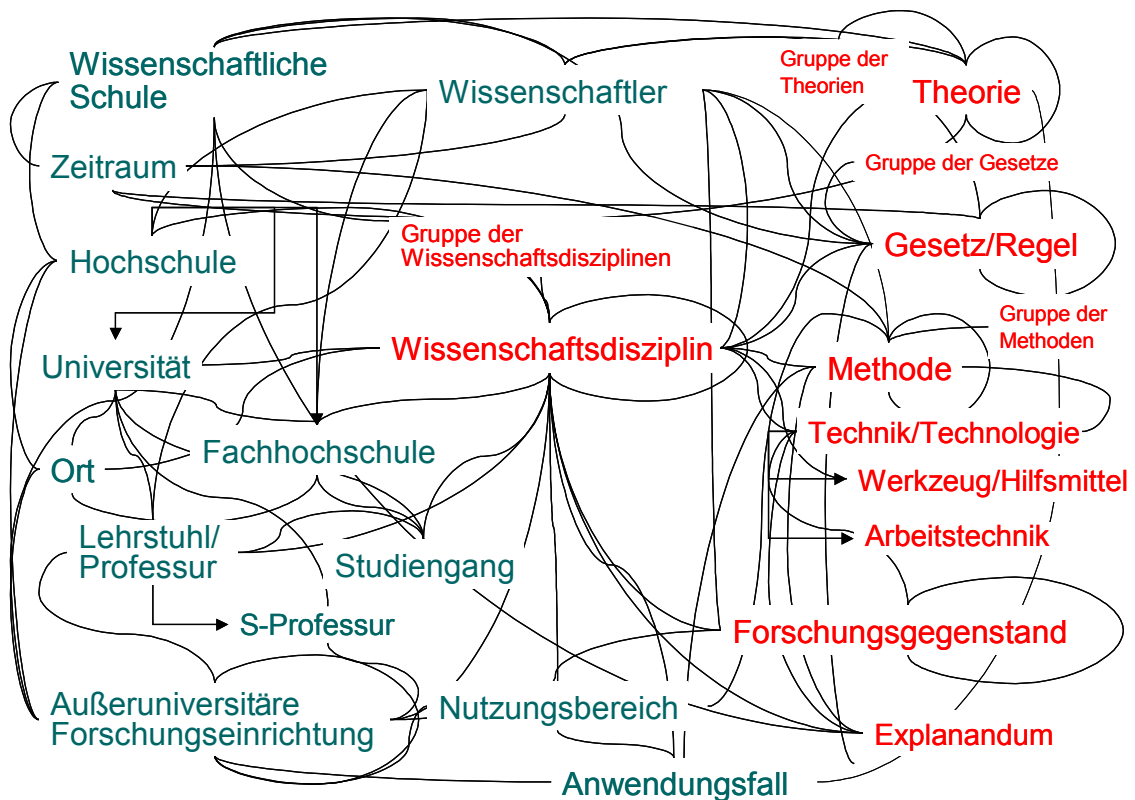 Wissenschaftliche
Schule
Wissenschaftler
Gruppe der
Theorien
Theorie
Zeitraum
Gruppe der Gesetze
Hochschule
Gruppe der
Wissenschaftsdisziplinen
Gesetz/Regel
Gruppe der
Methoden
Universität
Wissenschaftsdisziplin
Methode
Ort
Fachhochschule
Technik/Technologie
Werkzeug/Hilfsmittel
Lehrstuhl/
Professur
Studiengang
Arbeitstechnik
S-Professur
Forschungsgegenstand
Außeruniversitäre
Forschungseinrichtung
Nutzungsbereich
Explanandum
Anwendungsfall